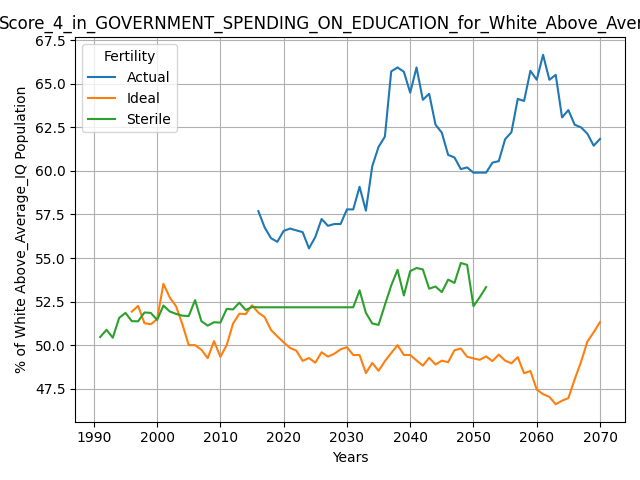 Score_4_in_GOVERNMENT_SPENDING_ON_EDUCATION_for_White_Above_Aver
67.5
65.0
62.5
60.0
57.5
55.0
52.5
50.0
47.5
% of White Above_Average_IQ Population
Fertility
Actual
Ideal
Sterile
1990 2000 2010 2020 2030 2040 2050 2060 2070
Years